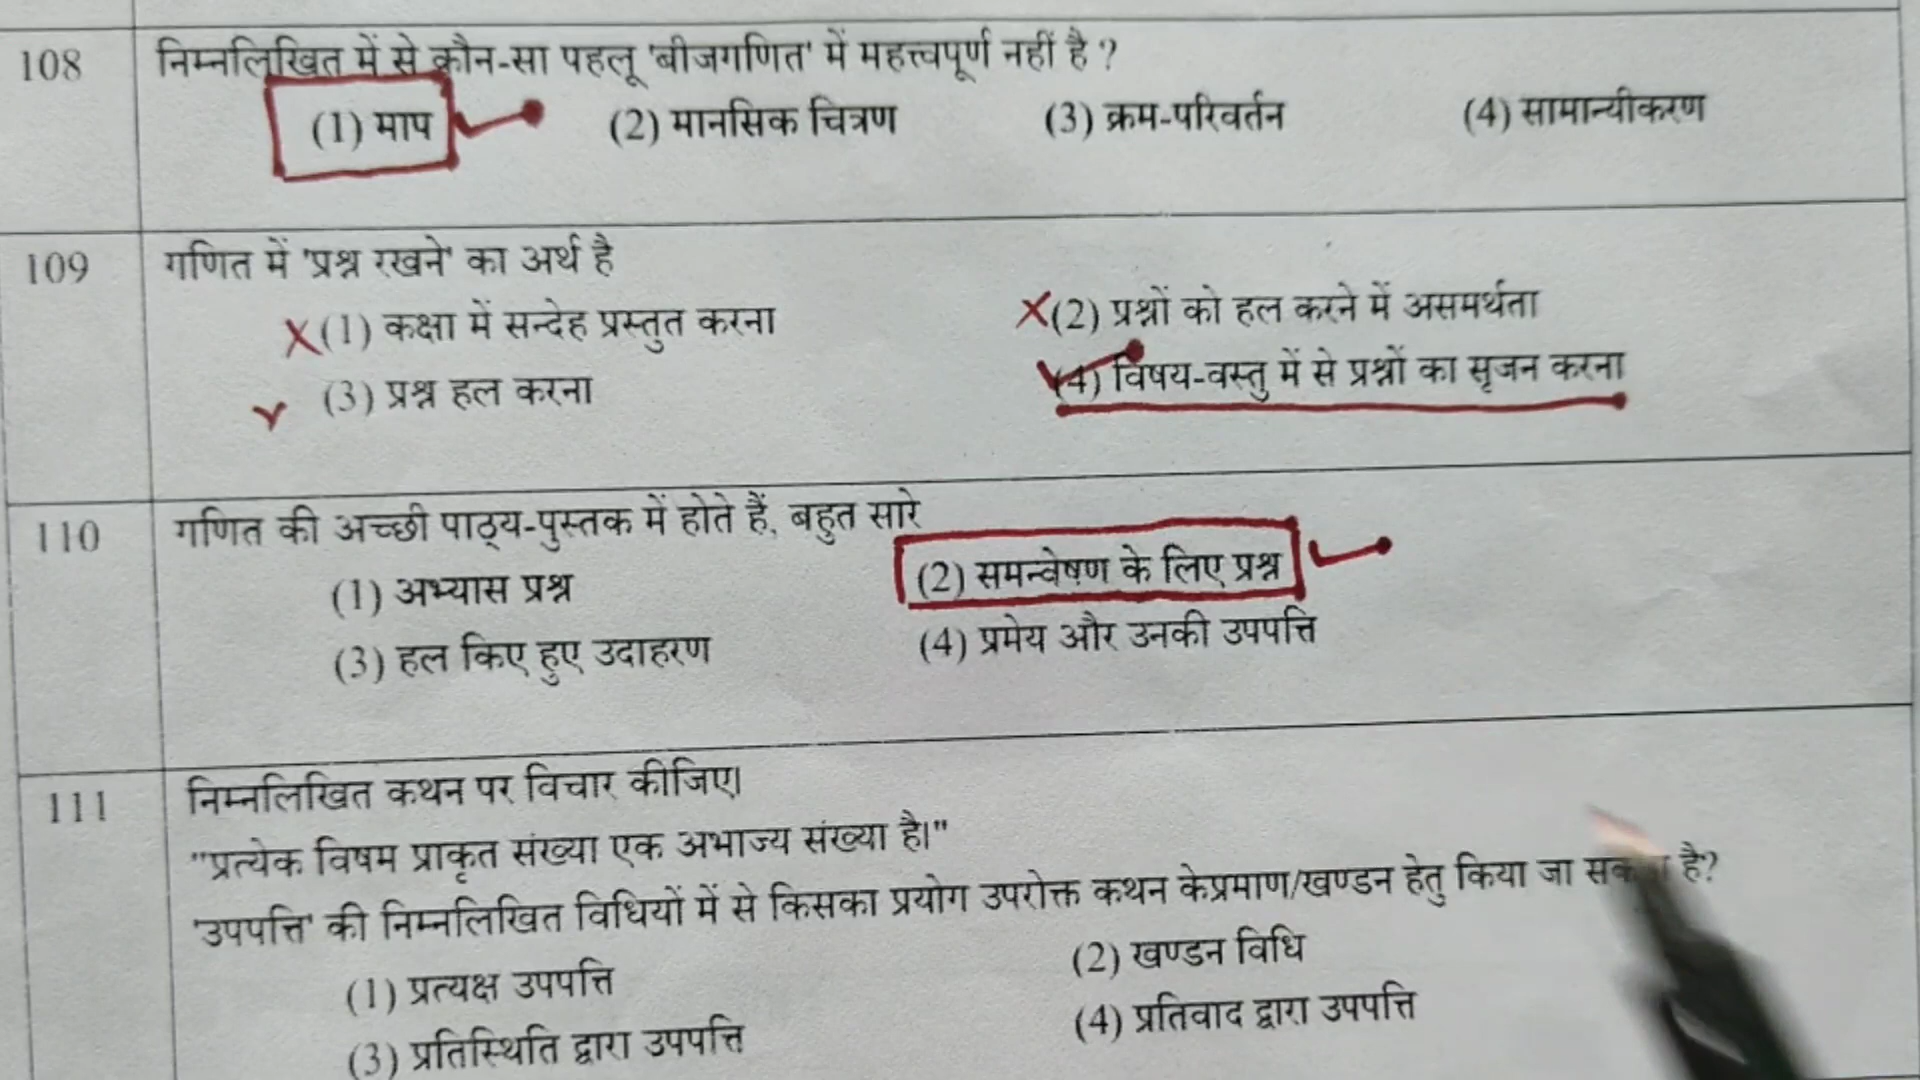 108 निम्नलिखित में से कौन-सा पहलू 'बीजगणित' में महत्त्वपूर्ण नहीं है ?
(1) माप (2) मानसिक चित्रण (3) क्रम-परिवर्तन (4) सामान्यीकरण
109 गणित में 'प्रश्न रखने' का अर्थ है
(1) कक्षा में सन्देह प्रस्तुत करना (2) प्रश्नों को हल करने में असमर्थता
(3) प्रश्न हल करना (4) विषय-वस्तु में से प्रश्नों का सृजन करना
110 गणित की अच्छी पाठ्य-पुस्तक में होते हैं, बहुत सारे
(1) अभ्यास प्रश्न (2) समन्वेषण के लिए प्रश्न
(3) हल किए हुए उदाहरण (4) प्रमेय और उनकी उपपत्ति
111 निम्नलिखित कथन पर विचार कीजिए।
"प्रत्येक विषम प्राकृत संख्या एक अभाज्य संख्या है।"
'उपपत्ति' की निम्नलिखित विधियों में से किसका प्रयोग उपरोक्त कथन केप्रमाण/खण्डन हेतु किया जा है?
(1) प्रत्यक्ष उपपत्ति (2) खण्डन विधि
(3) प्रतिस्थिति द्वारा उपपत्ति (4) प्रतिवाद द्वारा उपपत्ति